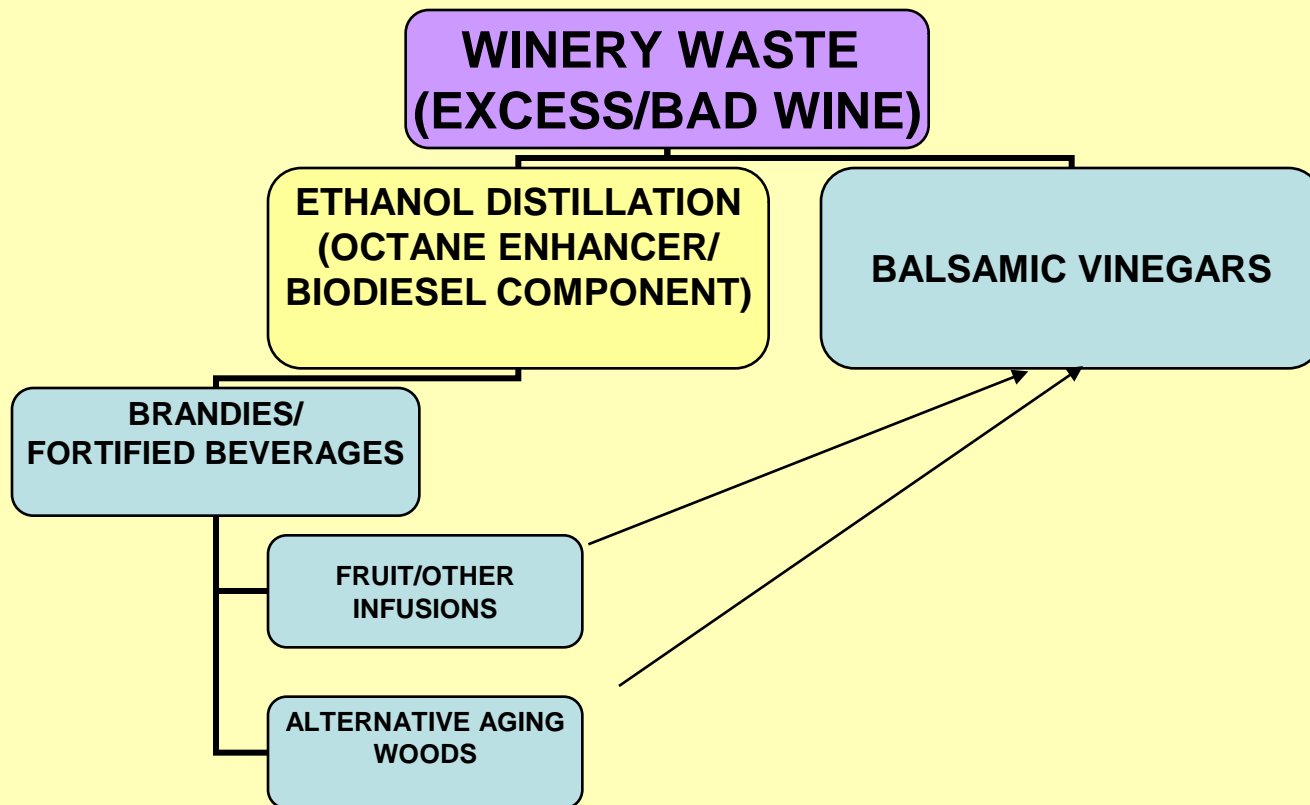 WINERY WASTE
(EXCESS/BAD WINE)
ETHANOL DISTILLATION
(OCTANE ENHANCER/
BIODIESEL COMPONENT)
BALSAMIC VINEGARS
BRANDIES/
FORTIFIED BEVERAGES
FRUIT/OTHER
INFUSIONS
ALTERNATIVE AGING
WOODS